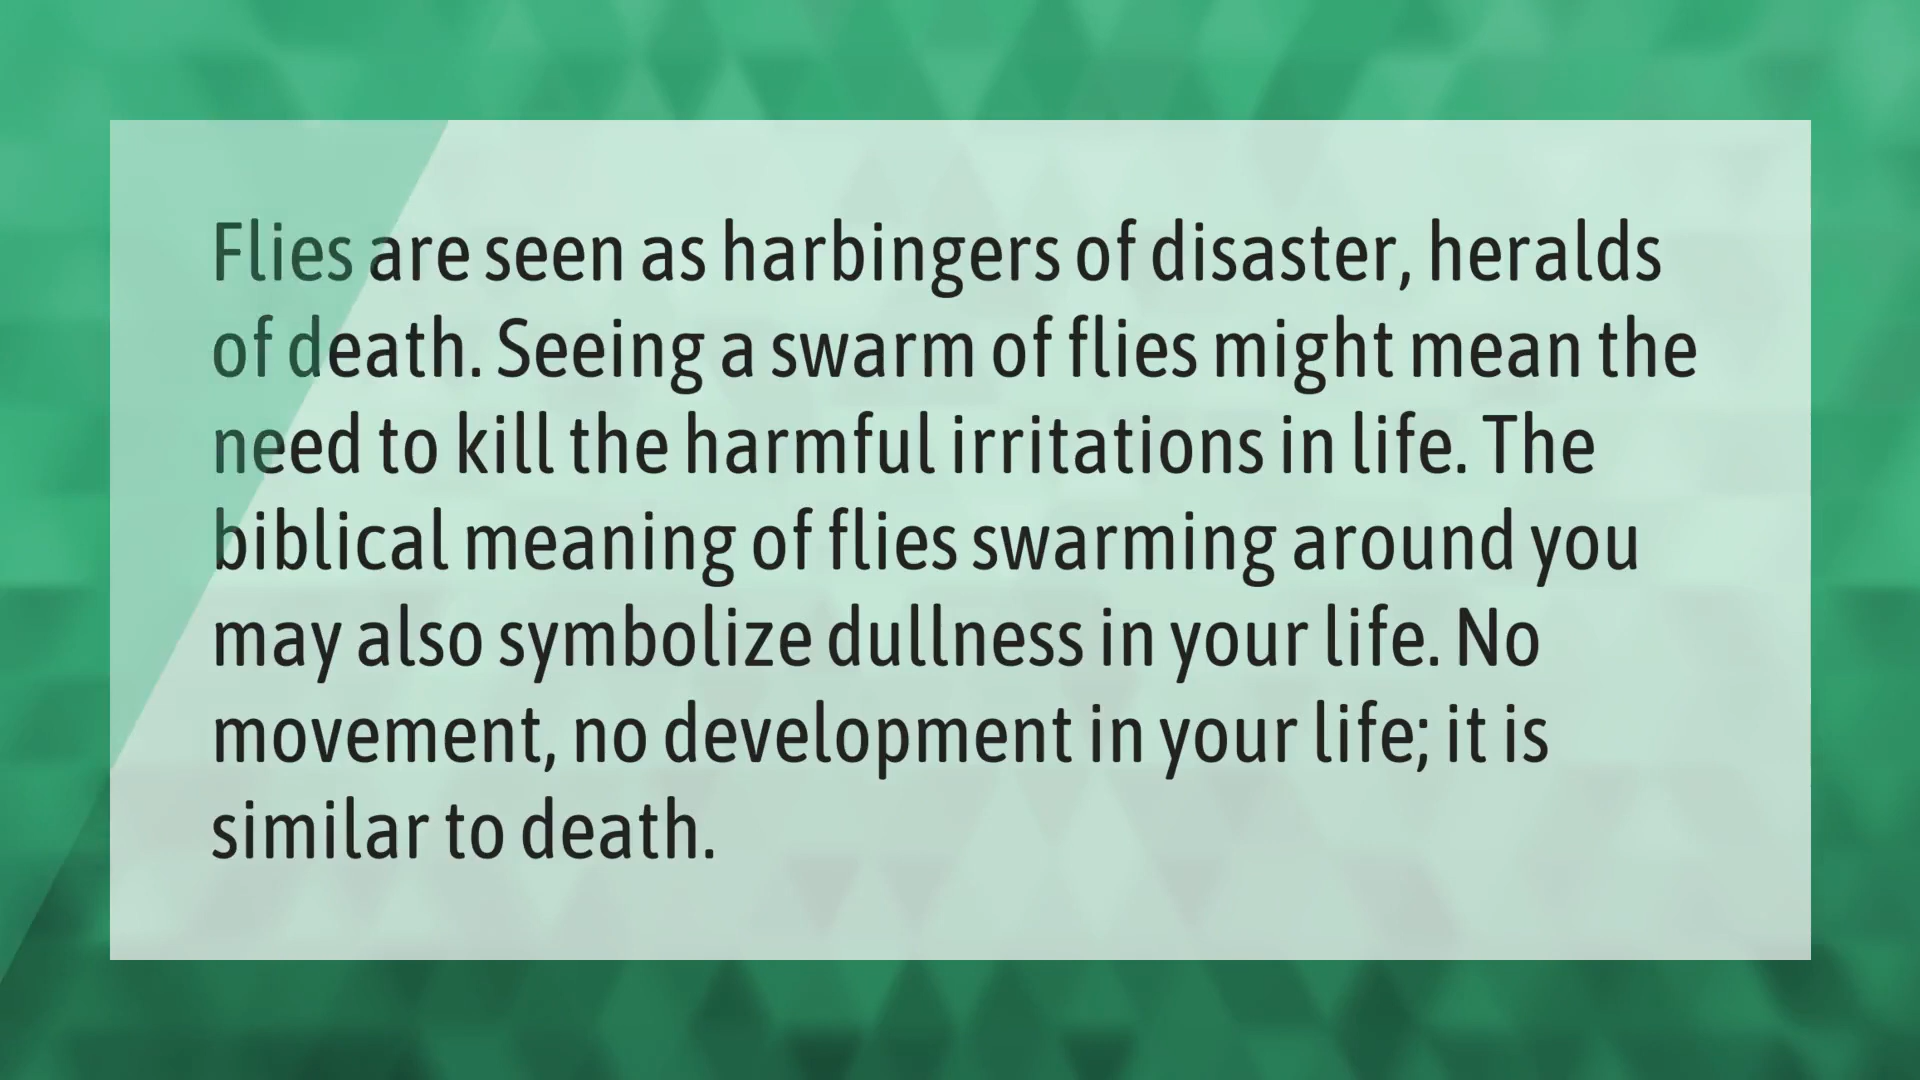 Flies are seen as harbingers of disaster, heralds
of death. Seeing a swarm of flies might mean the
need to kill the harmful irritations in life. The
biblical meaning of flies swarming around you
may also symbolize dullness in your life. No
movement, no development in your life; it is
similar to death.